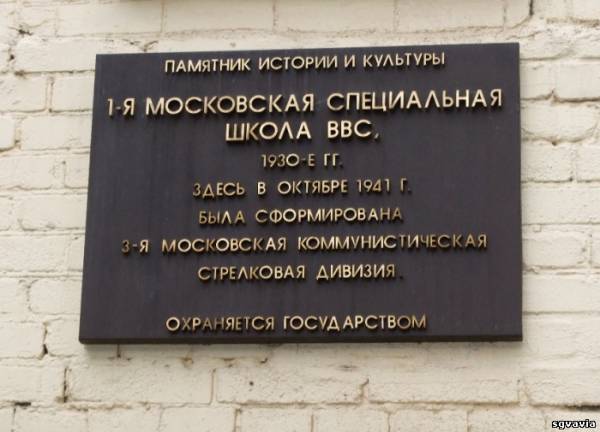 ПАМЯТНИК ИСТОРИИ И КУЛЬТУРЫ
1-Я МОСКОВСКАЯ СПЕЦИАЛЬНАЯ
ШКОЛА ВВС,
1930-Е ГГ.
ЗДЕСЬ В ОКТЯБРЕ 1941 Г.
БЫЛА СФОРМИРОВАНА
3-Я МОСКОВСКАЯ КОММУНИСТИЧЕСКАЯ
СТРЕЛКОВАЯ ДИВИЗИЯ.
ОХРАНЯЕТСЯ ГОСУДАРСТВОМ
sgvavia